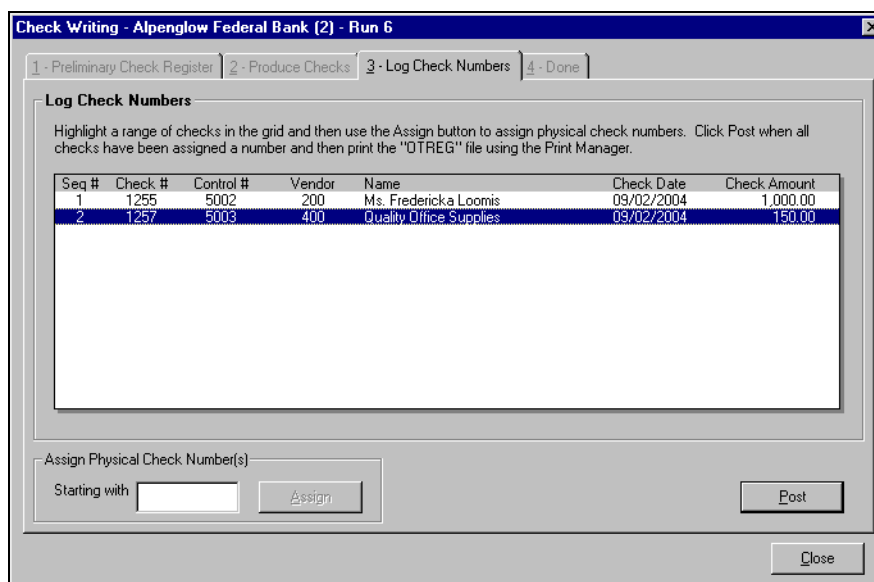 Check Writing - Alpenglow Federal Bank (2) - Run 6
1 - Preliminary Check Register 2 - Produce Checks 3 - Log Check Numbers 4 - Done
Log Check Numbers
Highlight a range of checks in the grid and then use the Assign button to assign physical check numbers. Click Post when all
checks have been assigned a number and then print the "OTREG" file using the Print Manager.
Seq # Check # Control # Vendor Name Check Date Check Amount
1 1255 5002 200 Ms. Fredericka Loomis 09/02/2004 1,000.00
2 1257 5003 400 Quality Office Supplies 09/02/2004 150.00
Assign Physical Check Number(s)
Starting with Assign Post
Close